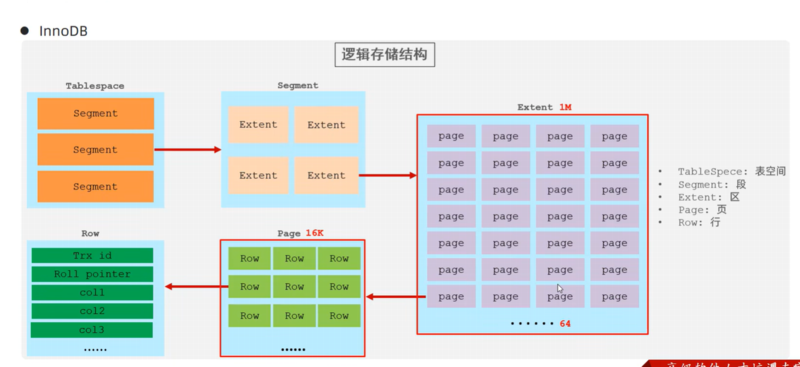 ● InnoDB
逻辑存储结构
Tablespace
Segment
Segment
Segment
Segment
Extent Extent
Extent Extent
Extent 1M
page page page page
page page page page
page page page page
page page page page
page page page page
page page page page
page page page page
······ 64
• TableSpece: 表空间
• Segment: 段
• Extent: 区
• Page: 页
• Row: 行
Row
Trx id
Roll pointer
col1
col2
col3
······
Page 16K
Row Row Row
Row Row Row
Row Row Row
······